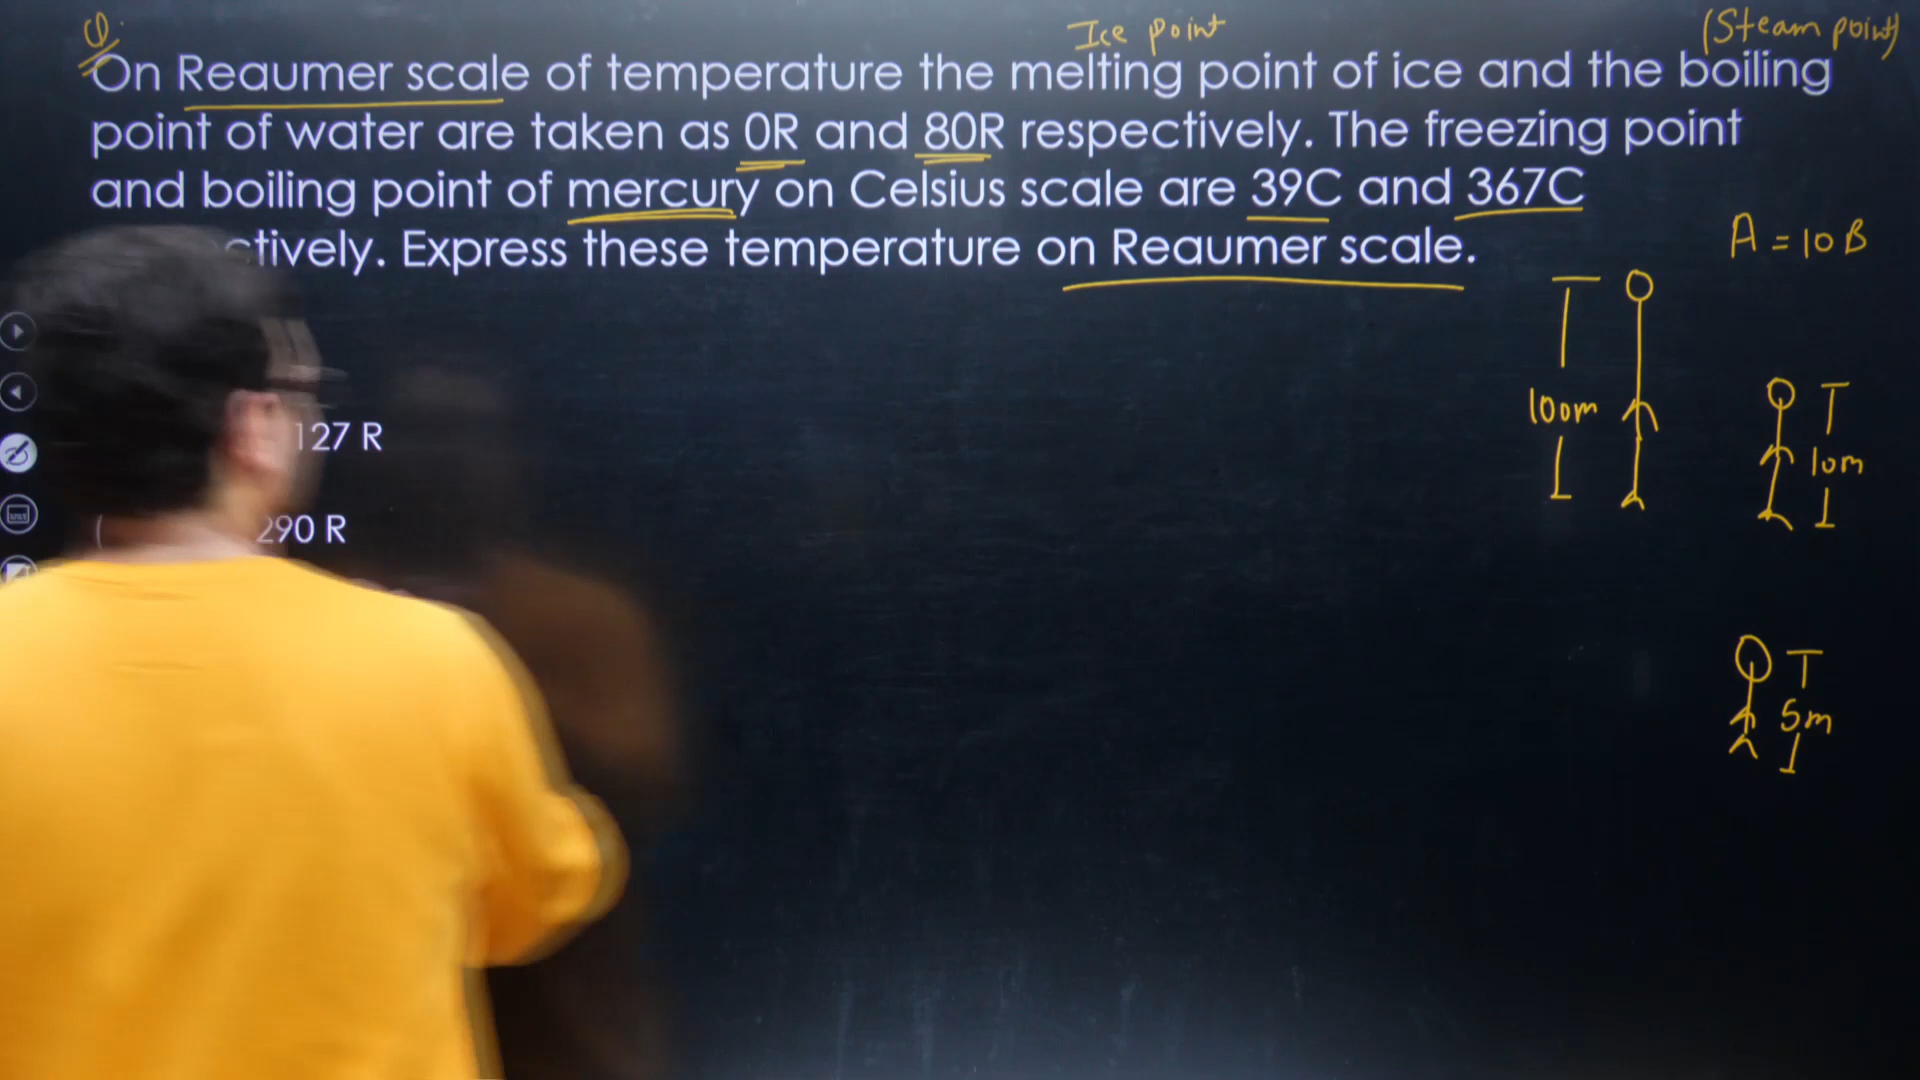 Q.
Ice point
(Steam point)
On Reaumer scale of temperature the melting point of ice and the boiling
point of water are taken as 0R and 80R respectively. The freezing point
and boiling point of mercury on Celsius scale are 39C and 367C
ctively. Express these temperature on Reaumer scale.
A = 10 B
100m
10m
127 R
(
290 R
5m